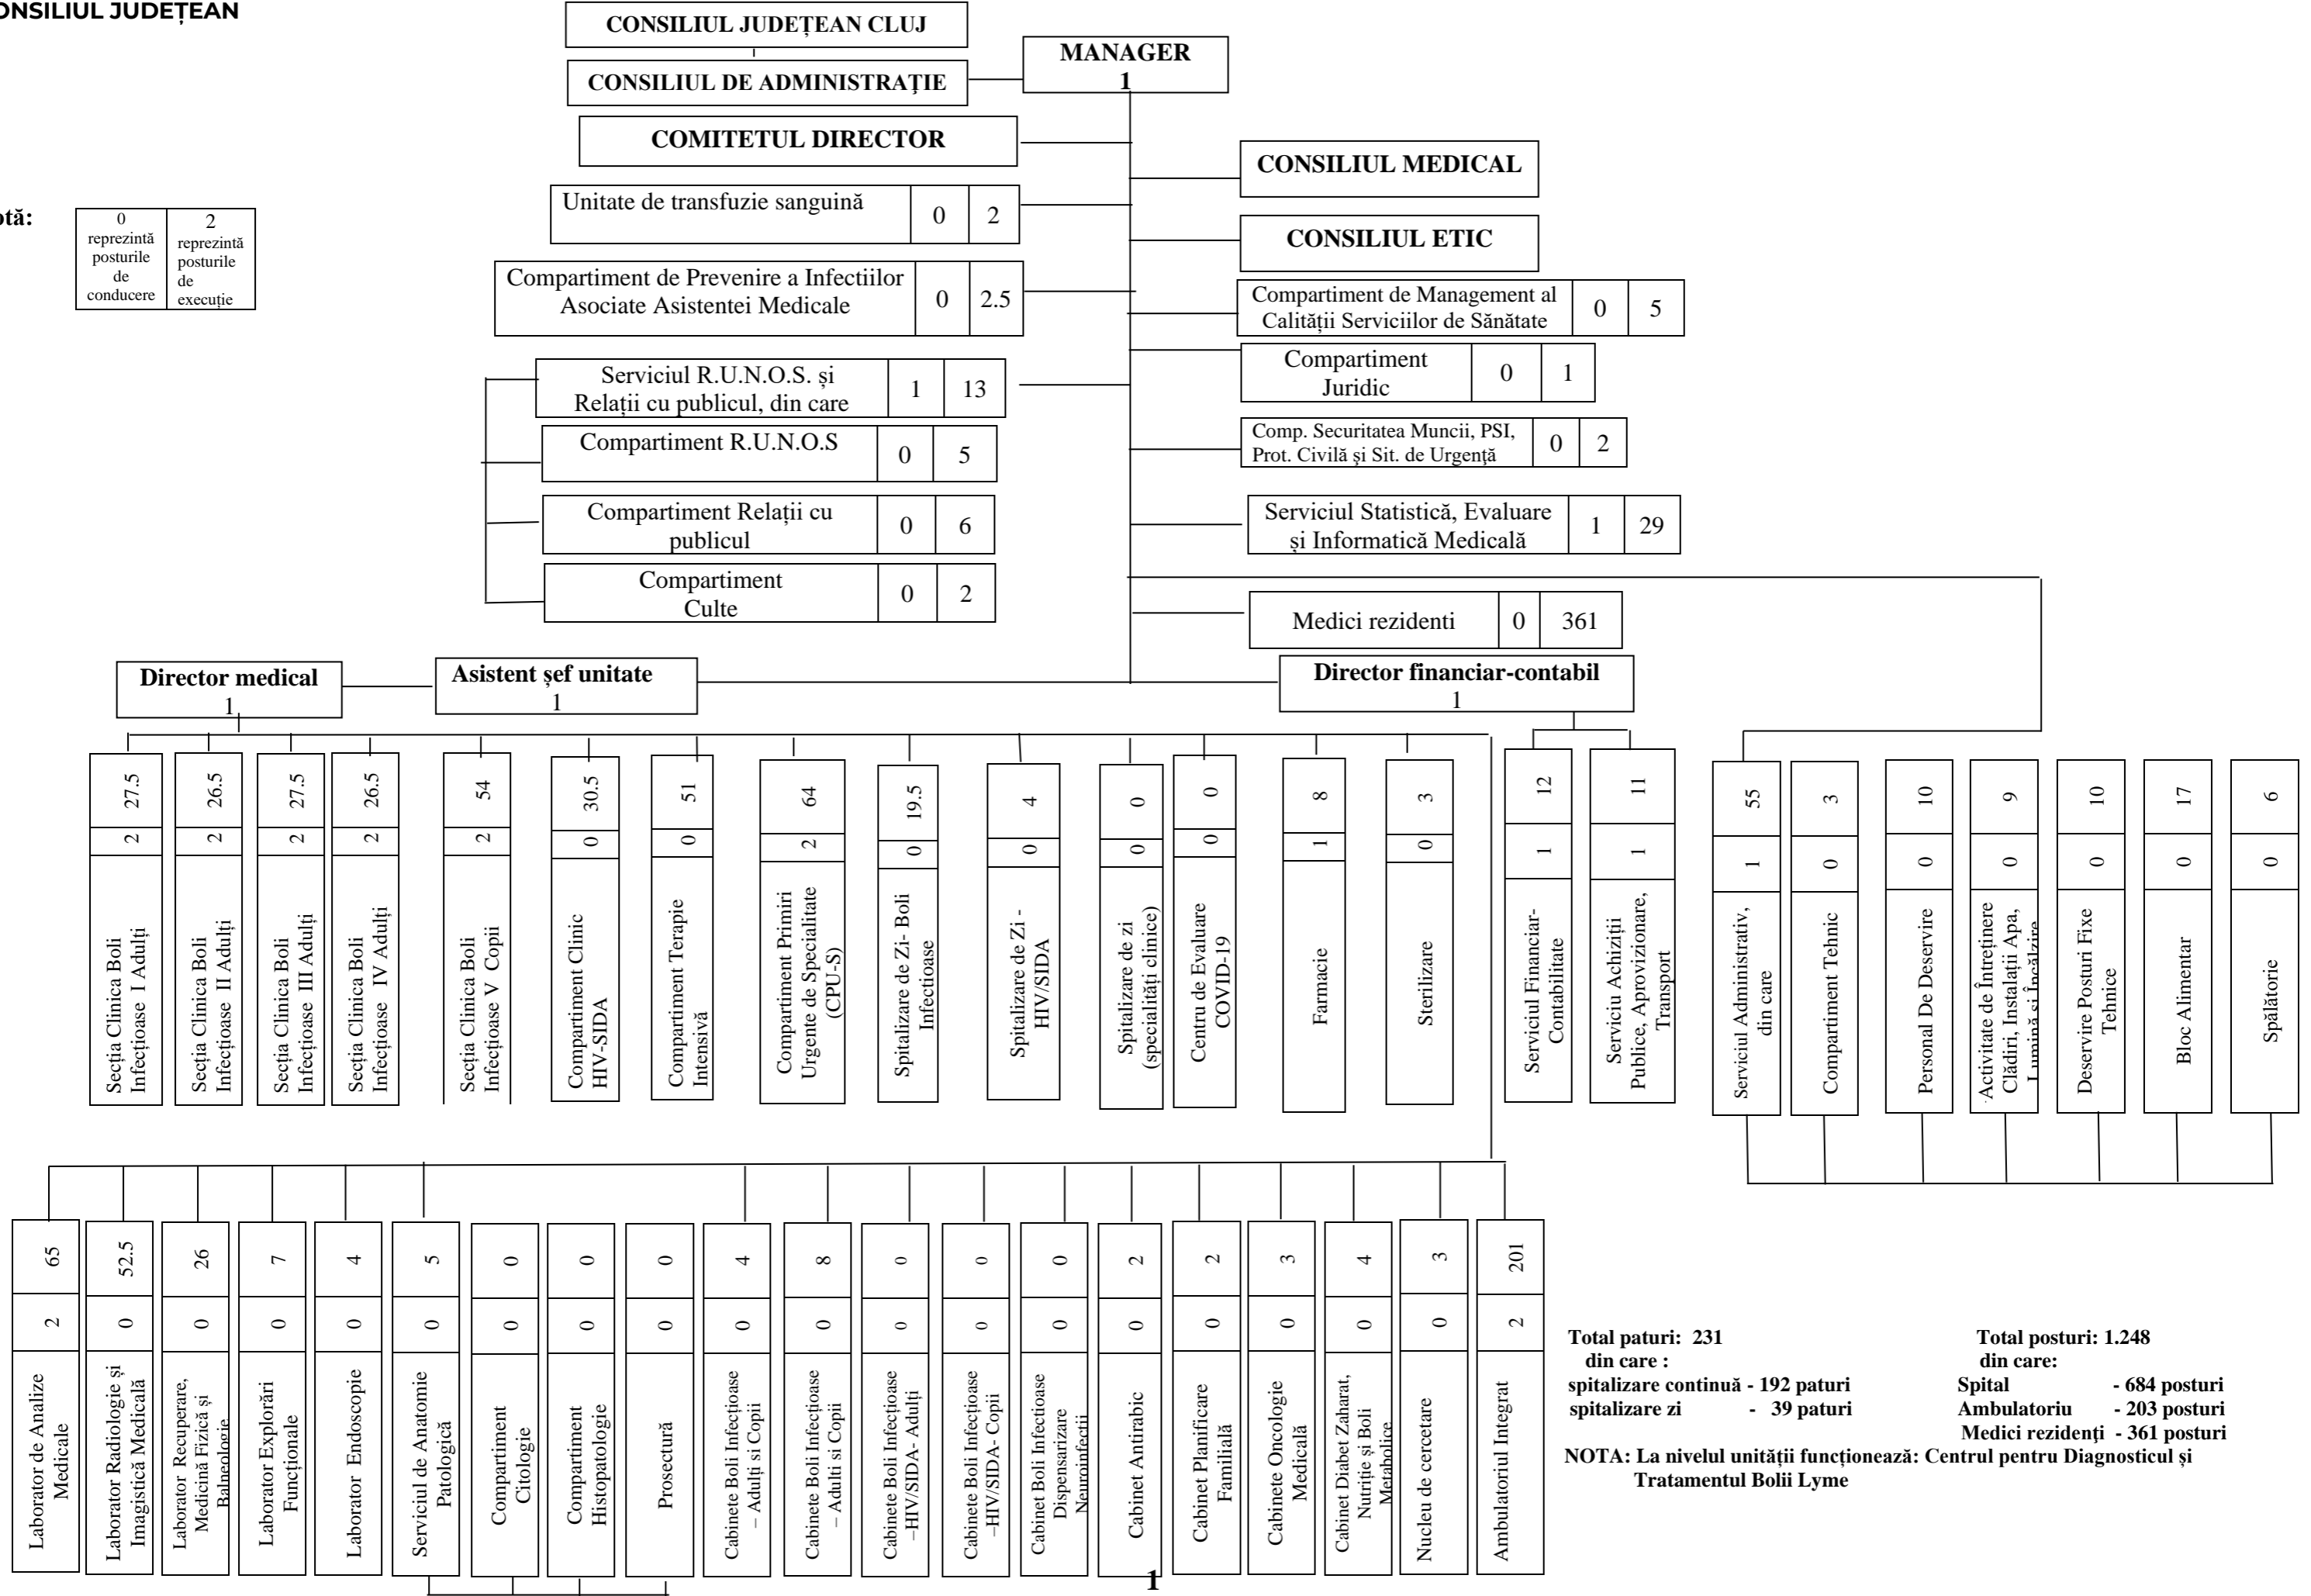 ONSILIUL JUDEȚEAN
CONSILIUL JUDEȚEAN CLUJ
MANAGER
1
CONSILIUL DE ADMINISTRAŢIE
COMITETUL DIRECTOR
CONSILIUL MEDICAL
otă:
0
reprezintă
posturile
de
conducere
2
reprezintă
posturile
de
execuție
Unitate de transfuzie sanguină
0 2
CONSILIUL ETIC
Compartiment de Prevenire a Infectiilor
Asociate Asistentei Medicale
0 2.5
Compartiment de Management al
Calității Serviciilor de Sănătate
0 5
Compartiment
Juridic
0 1
Serviciul R.U.N.O.S. și
Relații cu publicul, din care
1 13
Compartiment R.U.N.O.S
0 5
Comp. Securitatea Muncii, PSI,
Prot. Civilă şi Sit. de Urgenţă
0 2
Compartiment Relații cu
publicul
0 6
Serviciul Statistică, Evaluare
și Informatică Medicală
1 29
Compartiment
Culte
0 2
Medici rezidenti
0 361
Director medical
1
Asistent șef unitate
1
Director financiar-contabil
1
27.5
2
Secția Clinica Boli
Infecțioase I Adulți
26.5
2
Secția Clinica Boli
Infecțioase II Adulți
27.5
2
Secția Clinica Boli
Infecțioase III Adulți
26.5
2
Secția Clinica Boli
Infecțioase IV Adulți
54
2
Secția Clinica Boli
Infecțioase V Copii
30.5
0
Compartiment Clinic
HIV-SIDA
51
0
Compartiment Terapie
Intensivă
64
2
Compartiment Primiri
Urgente de Specialitate
(CPU-S)
19.5
0
Spitalizare de Zi- Boli
Infectioase
4
0
Spitalizare de Zi -
HIV/SIDA
0
0
Spitalizare de zi
(specialități clinice)
0
0
Centru de Evaluare
COVID-19
8
1
Farmacie
3
0
Sterilizare
12
1
Serviciul Financiar-
Contabilitate
11
1
Serviciu Achiziții
Publice, Aprovizionare,
Transport
55
1
Serviciul Administrativ,
din care
3
0
Compartiment Tehnic
10
0
Personal De Deservire
9
0
Activitate de Întreținere
Clădiri, Instalații Apa,
Lumină și Încălzire
10
0
Deservire Posturi Fixe
Tehnice
17
0
Bloc Alimentar
6
0
Spălătorie
65
2
Laborator de Analize
Medicale
52.5
0
Laborator Radiologie și
Imagistică Medicală
26
0
Laborator Recuperare,
Medicină Fizică și
Balneologie
7
0
Laborator Explorări
Funcționale
4
0
Laborator Endoscopie
5
0
Serviciul de Anatomie
Patologică
0
0
Compartiment
Citologie
0
0
Compartiment
Histopatologie
0
0
Prosectură
4
0
Cabinete Boli Infecțioase
– Adulți si Copii
8
0
Cabinete Boli Infecțioase
– Adulti si Copii
0
0
Cabinete Boli Infecțioase
–HIV/SIDA- Adulți
0
0
Cabinete Boli Infecțioase
–HIV/SIDA- Copii
0
0
Cabinet Boli Infectioase
Dispensarizare
Neuroinfectii
2
0
Cabinet Antirabic
2
0
Cabinet Planificare
Familială
3
0
Cabinete Oncologie
Medicală
4
0
Cabinet Diabet Zaharat,
Nutriție și Boli
Metabolice
3
0
Nucleu de cercetare
201
2
Ambulatoriul Integrat
Total paturi: 231
din care :
spitalizare continuă - 192 paturi
spitalizare zi - 39 paturi
Total posturi: 1.248
din care:
Spital - 684 posturi
Ambulatoriu - 203 posturi
Medici rezidenţi - 361 posturi
NOTA: La nivelul unității funcționează: Centrul pentru Diagnosticul și
Tratamentul Bolii Lyme
1